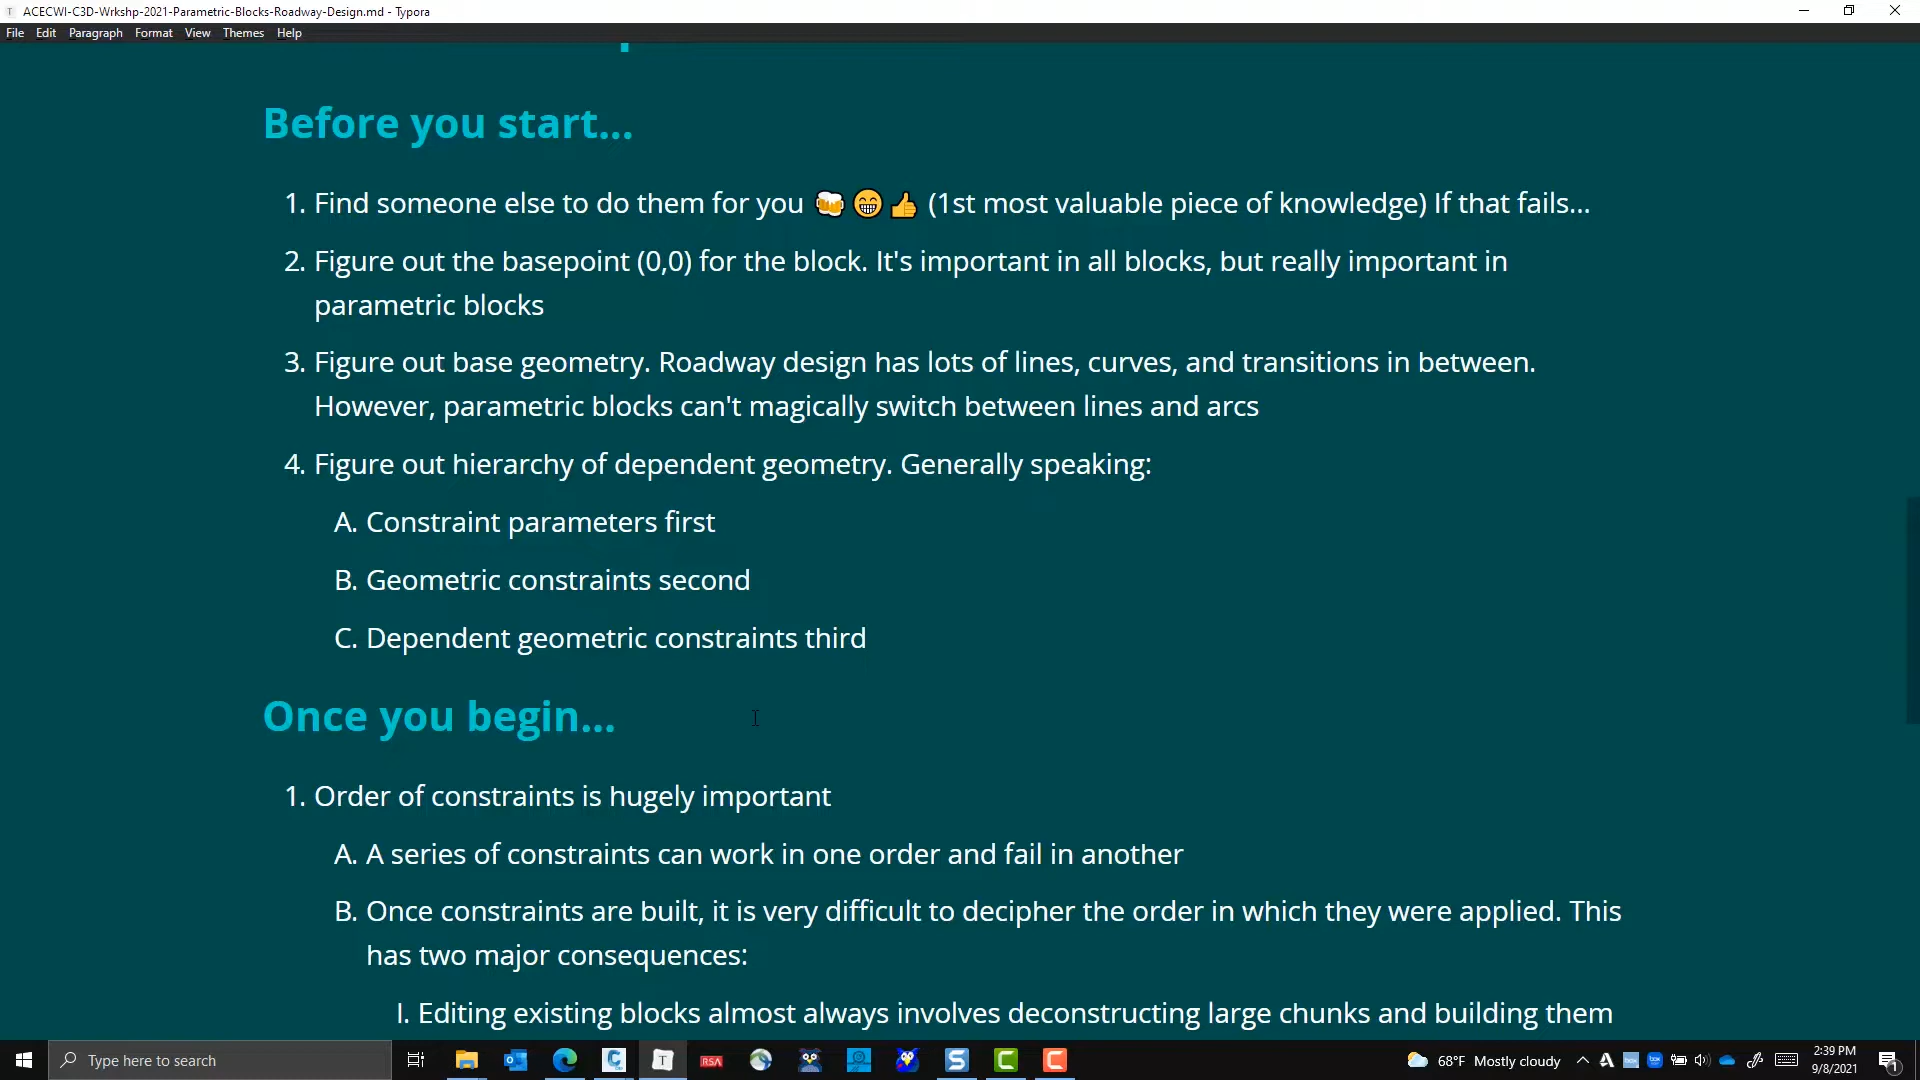 ACECWI-C3D-Wrkshp-2021-Parametric-Blocks-Roadway-Design.md - Typora
File Edit Paragraph Format View Themes Help
Before you start...
1. Find someone else to do them for you 🍻😁👍 (1st most valuable piece of knowledge) If that fails...
2. Figure out the basepoint (0,0) for the block. It's important in all blocks, but really important in
parametric blocks
3. Figure out base geometry. Roadway design has lots of lines, curves, and transitions in between.
However, parametric blocks can't magically switch between lines and arcs
4. Figure out hierarchy of dependent geometry. Generally speaking:
A. Constraint parameters first
B. Geometric constraints second
C. Dependent geometric constraints third
Once you begin...
1. Order of constraints is hugely important
A. A series of constraints can work in one order and fail in another
B. Once constraints are built, it is very difficult to decipher the order in which they were applied. This
has two major consequences:
I. Editing existing blocks almost always involves deconstructing large chunks and building them
Type here to search
RSA
68°F Mostly cloudy
2:39 PM
9/8/2021